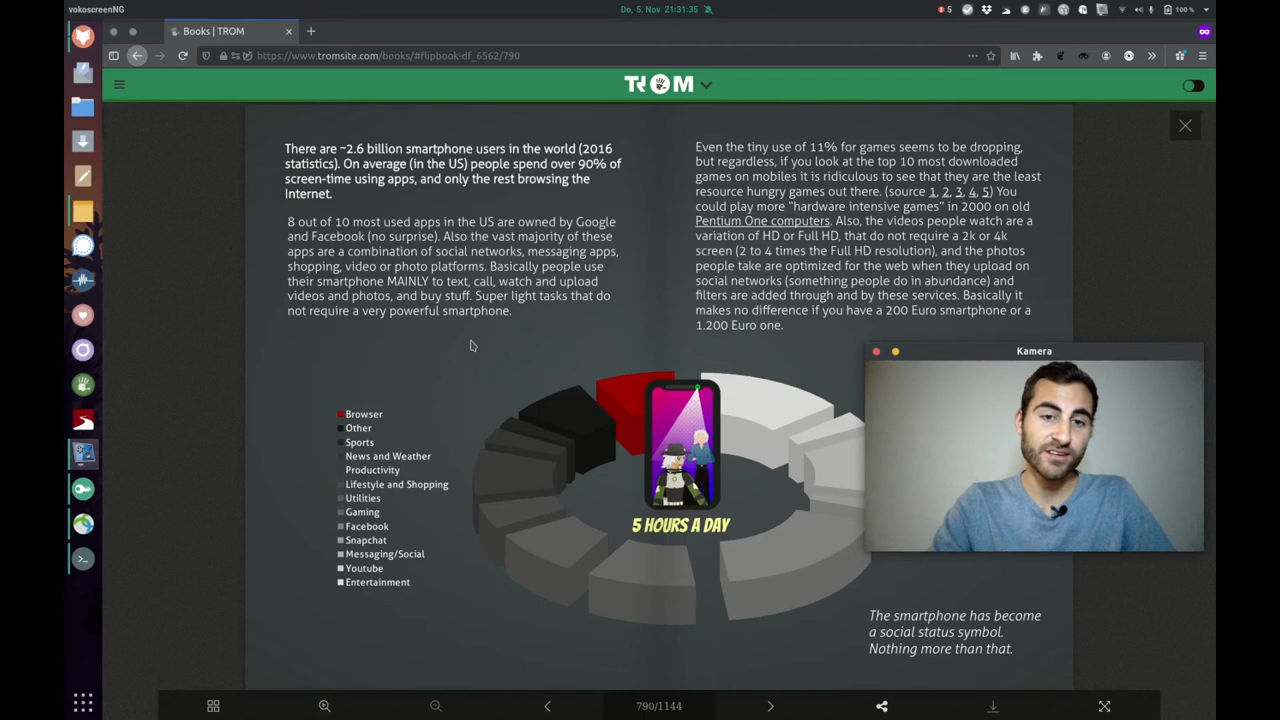 vokoscreenNG
Do, 5. Nov 21:31:35
5
100 %
Books | TROM
https://www.tromsite.com/books/#flipbook-df_6562/790
TROM
There are ~2.6 billion smartphone users in the world (2016
statistics). On average (in the US) people spend over 90% of
screen-time using apps, and only the rest browsing the
Internet.
8 out of 10 most used apps in the US are owned by Google
and Facebook (no surprise). Also the vast majority of these
apps are a combination of social networks, messaging apps,
shopping, video or photo platforms. Basically people use
their smartphone MAINLY to text, call, watch and upload
videos and photos, and buy stuff. Super light tasks that do
not require a very powerful smartphone.
Even the tiny use of 11% for games seems to be dropping,
but regardless, if you look at the top 10 most downloaded
games on mobiles it is ridiculous to see that they are the least
resource hungry games out there. (source 1, 2, 3, 4, 5) You
could play more “hardware intensive games” in 2000 on old
Pentium One computers. Also, the videos people watch are a
variation of HD or Full HD, that do not require a 2k or 4k
screen (2 to 4 times the Full HD resolution), and the photos
people take are optimized for the web when they upload on
social networks (something people do in abundance) and
filters are added through and by these services. Basically it
makes no difference if you have a 200 Euro smartphone or a
1.200 Euro one.
Kamera
Browser
Other
Sports
News and Weather
Productivity
Lifestyle and Shopping
Utilities
Gaming
Facebook
Snapchat
Messaging/Social
Youtube
Entertainment
5 HOURS A DAY
The smartphone has become
a social status symbol.
Nothing more than that.
790/1144